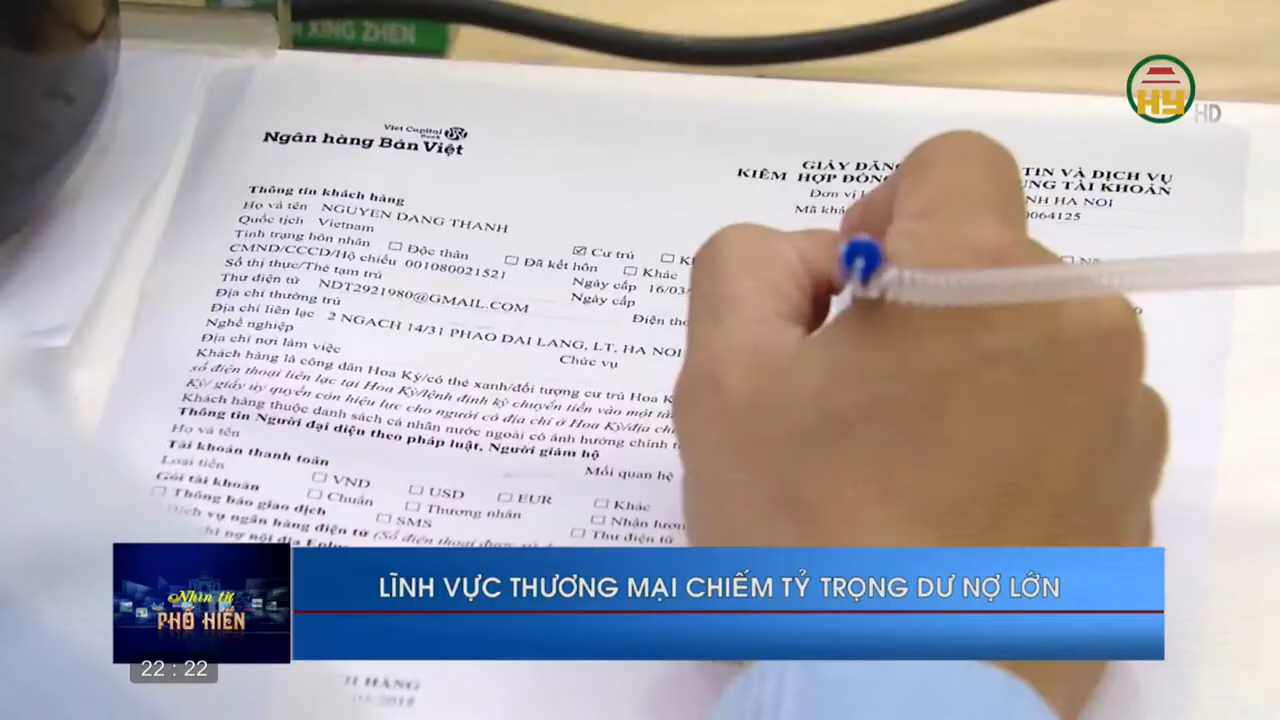 XING ZHEN
HY HD
Viet Capital Bank
Ngân hàng Bản Việt
GIẤY ĐĂNG TIN VÀ DỊCH VỤ
KIÊM HỢP ĐỒNG TÀI KHOẢN
Đơn vị HA NOI
Mã 0064125
Thông tin khách hàng
Họ và tên NGUYEN DANG THANH
Quốc tịch Vietnam ☑ Cư trú ☐
Tình trạng hôn nhân ☐ Độc thân ☐ Đã kết hôn ☐ Khác
CMND/CCCD/Hộ chiếu 001080021521 Ngày cấp 16/03/
Số thị thực/Thẻ tạm trú Ngày cấp
Thư điện tử NDT2921980@GMAIL.COM Điện
Địa chỉ thường trú
Địa chỉ liên lạc 2 NGACH 14/31 PHAO DAI LANG, LT, HA NOI
Nghề nghiệp Chức vụ
Địa chỉ nơi làm việc
Khách hàng là công dân Hoa Kỳ/có thẻ xanh/đối tượng cư trú Hoa
số điện thoại liên lạc tại Hoa Kỳ/lệnh định kỳ chuyển tiền vào một
Kỳ/ giấy ủy quyền còn hiệu lực cho người có địa chỉ ở Hoa Kỳ/địa chỉ
Khách hàng thuộc danh sách cá nhân nước ngoài có ảnh hưởng chính
Thông tin Người đại diện theo pháp luật, Người giám hộ
Họ và tên Mối quan hệ
Tài khoản thanh toán
Loại tiền ☐ VND ☐ USD ☐ EUR ☐ Khác
Gói tài khoản ☐ Chuẩn ☐ Thương nhân ☐ Nhận
☐ Thông báo giao dịch ☐ SMS ☐ Thư điện tử
Dịch vụ ngân hàng điện tử (Số điện thoại được
LĨNH VỰC THƯƠNG MẠI CHIẾM TỶ TRỌNG DƯ NỢ LỚN
Nhìn từ
PHỐ HIẾN
22 : 22